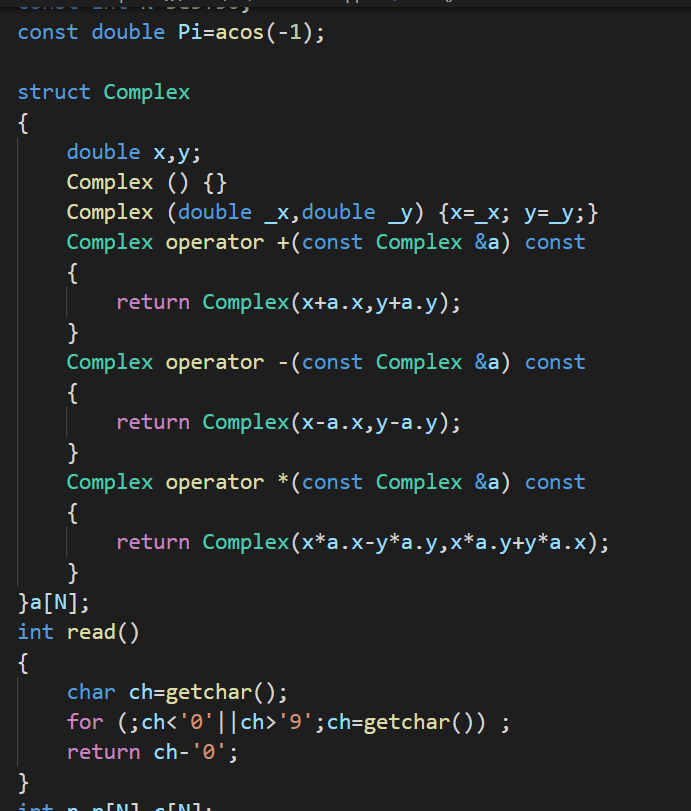 const double Pi=acos(-1);
struct Complex
{
double x,y;
Complex () {}
Complex (double _x,double _y) {x=_x; y=_y;}
Complex operator +(const Complex &a) const
{
return Complex(x+a.x,y+a.y);
}
Complex operator -(const Complex &a) const
{
return Complex(x-a.x,y-a.y);
}
Complex operator *(const Complex &a) const
{
return Complex(x*a.x-y*a.y,x*a.y+y*a.x);
}
}a[N];
int read()
{
char ch=getchar();
for (;ch<'0'||ch>'9';ch=getchar()) ;
return ch-'0';
}